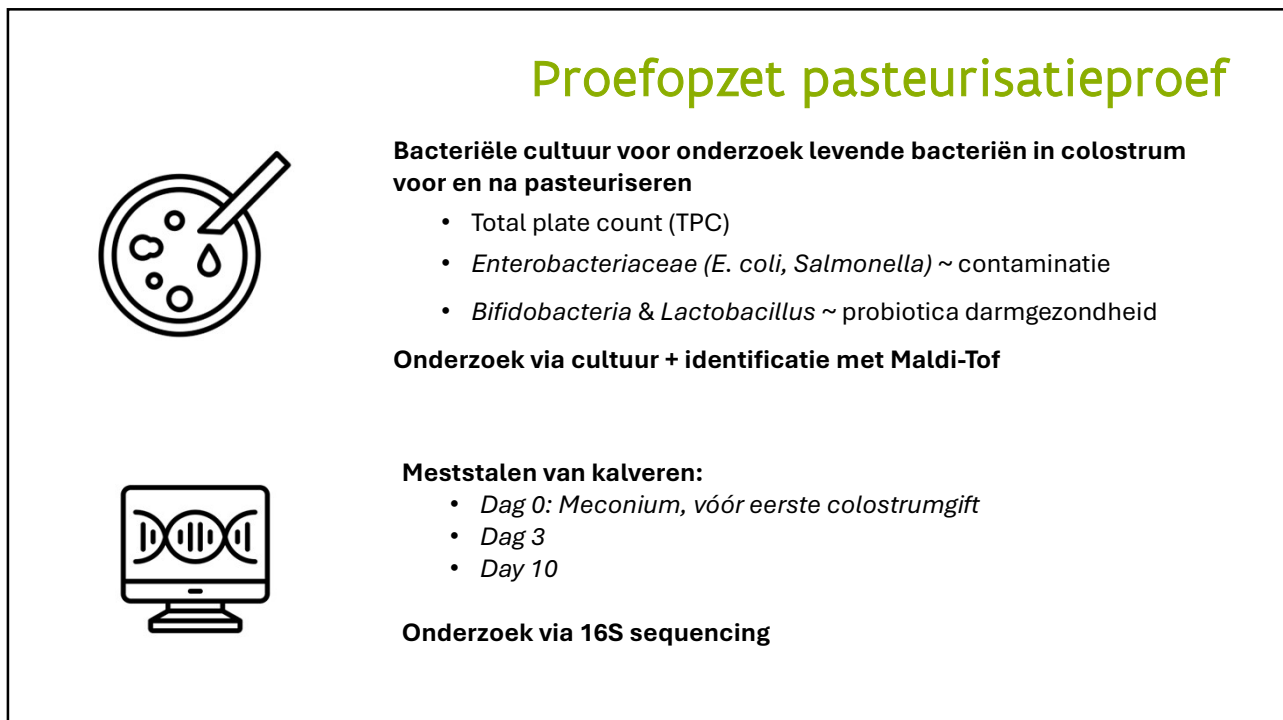 Proefopzet pasteurisatieproef
Bacteriële cultuur voor onderzoek levende bacteriën in colostrum
voor en na pasteuriseren
• Total plate count (TPC)
• Enterobacteriaceae (E. coli, Salmonella) ~ contaminatie
• Bifidobacteria & Lactobacillus ~ probiotica darmgezondheid
Onderzoek via cultuur + identificatie met Maldi-Tof
Meststalen van kalveren:
• Dag 0: Meconium, vóór eerste colostrumgift
• Dag 3
• Day 10
Onderzoek via 16S sequencing